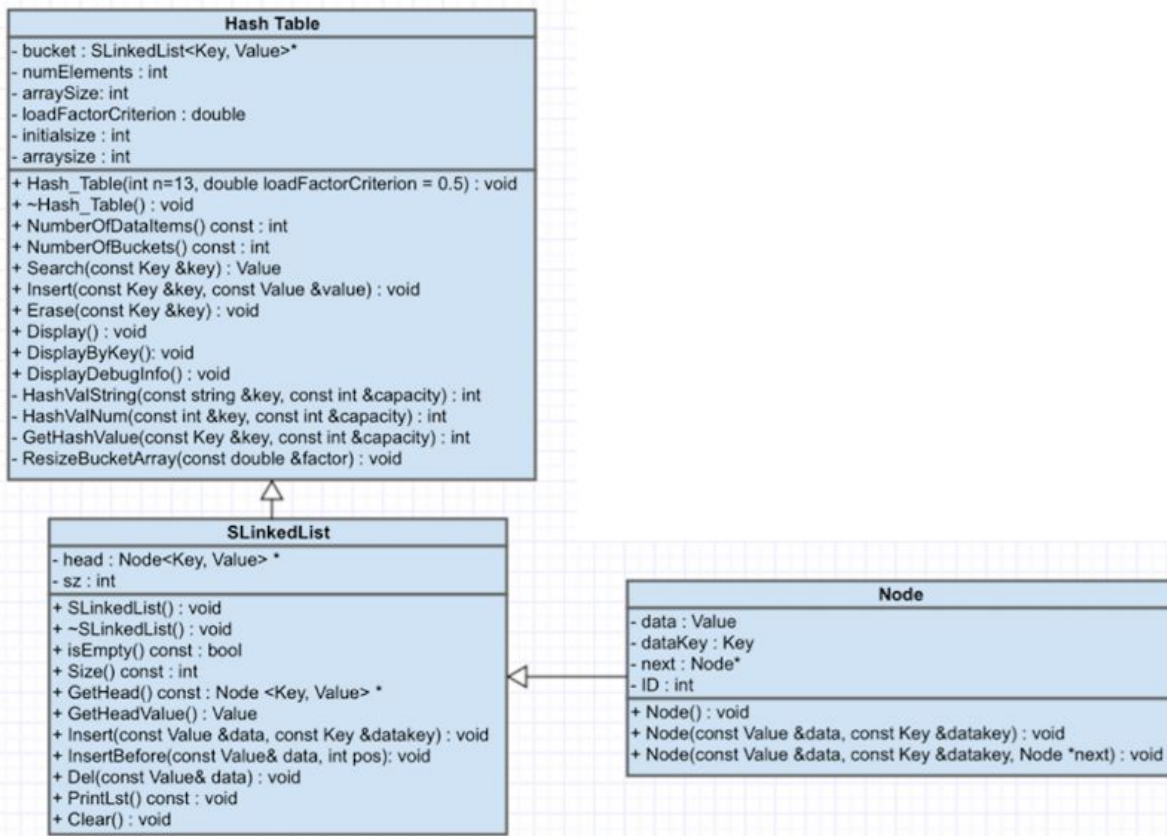 Hash Table
- bucket : SLinkedList<Key, Value>*
- numElements : int
- arraySize: int
- loadFactorCriterion : double
- initialsize : int
- arraysize : int
+ Hash_Table(int n=13, double loadFactorCriterion = 0.5) : void
+ ~Hash_Table() : void
+ NumberOfDataItems() const : int
+ NumberOfBuckets() const : int
+ Search(const Key &key) : Value
+ Insert(const Key &key, const Value &value) : void
+ Erase(const Key &key) : void
+ Display() : void
+ DisplayByKey(): void
+ DisplayDebugInfo() : void
- HashValString(const string &key, const int &capacity) : int
- HashValNum(const int &key, const int &capacity) : int
- GetHashValue(const Key &key, const int &capacity) : int
- ResizeBucketArray(const double &factor) : void
SLinkedList
- head : Node<Key, Value> *
- sz : int
+ SLinkedList() : void
+ ~SLinkedList() : void
+ isEmpty() const : bool
+ Size() const : int
+ GetHead() const : Node <Key, Value> *
+ GetHeadValue() : Value
+ Insert(const Value &data, const Key &datakey) : void
+ InsertBefore(const Value& data, int pos): void
+ Del(const Value& data) : void
+ PrintLst() const : void
+ Clear() : void
Node
- data : Value
- dataKey : Key
- next : Node*
- ID : int
+ Node() : void
+ Node(const Value &data, const Key &datakey) : void
+ Node(const Value &data, const Key &datakey, Node *next) : void